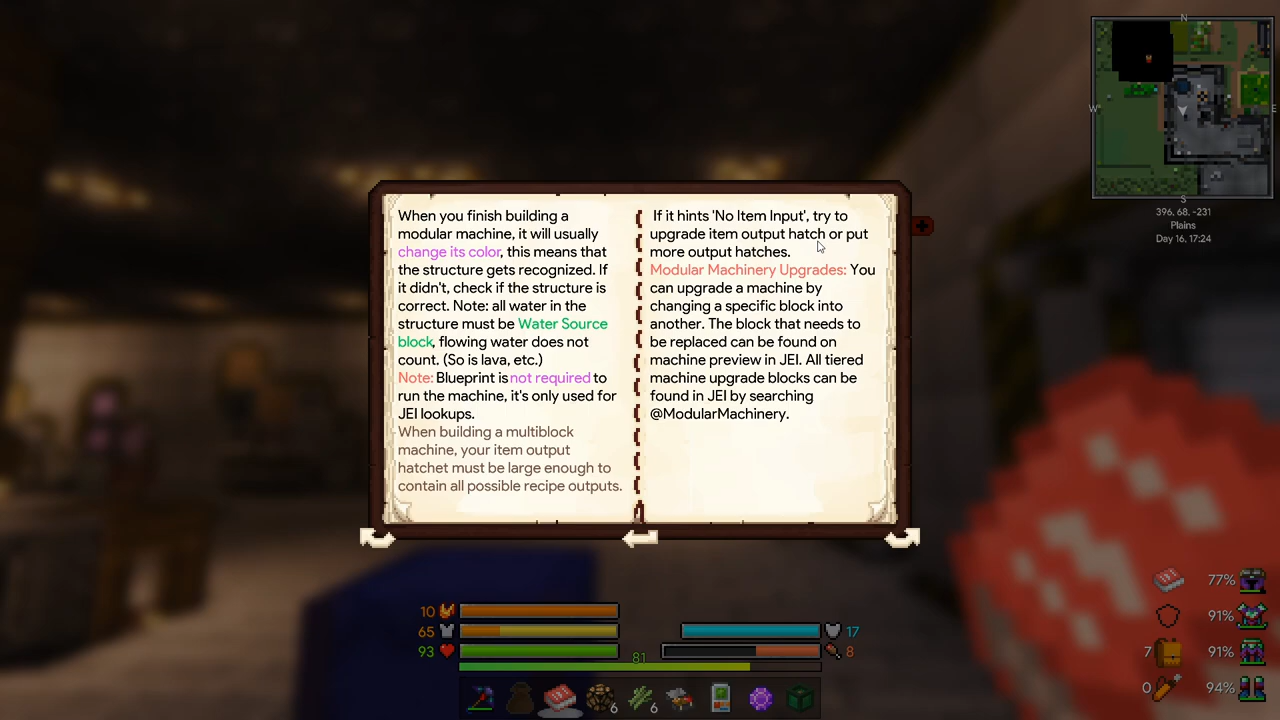 When you finish building a
modular machine, it will usually
change its color, this means that
the structure gets recognized. If
it didn't, check if the structure is
correct. Note: all water in the
structure must be Water Source
block, flowing water does not
count. (So is lava, etc.)
Note: Blueprint is not required to
run the machine, it's only used for
JEI lookups.
When building a multiblock
machine, your item output
hatchet must be large enough to
contain all possible recipe outputs.
If it hints 'No Item Input', try to
upgrade item output hatch or put
more output hatches.
Modular Machinery Upgrades: You
can upgrade a machine by
changing a specific block into
another. The block that needs to
be replaced can be found on
machine preview in JEI. All tiered
machine upgrade blocks can be
found in JEI by searching
@ModularMachinery.
N
W
E
S
396, 68, -231
Plains
Day 16, 17:24
10
65
17
93
81
8
6
6
77%
91%
7
91%
0
94%